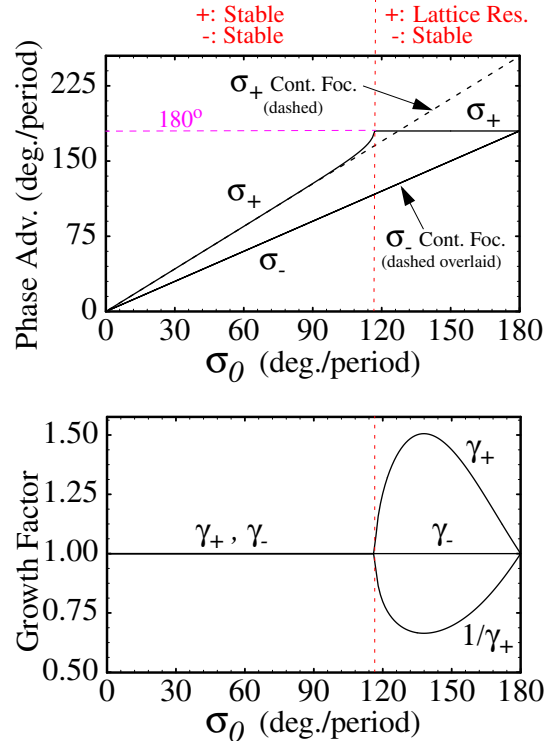 +: Stable +: Lattice Res.
-: Stable -: Stable
Phase Adv. (deg./period)
225
150
75
0
180°
σ+ Cont. Foc.
(dashed)
σ+
σ+
σ-
σ- Cont. Foc.
(dashed overlaid)
0 30 60 90 120 150 180
σ0 (deg./period)
Growth Factor
1.50
1.00
0.75
0.50
γ+
γ+ , γ-
γ-
1/γ+
0 30 60 90 120 150 180
σ0 (deg./period)